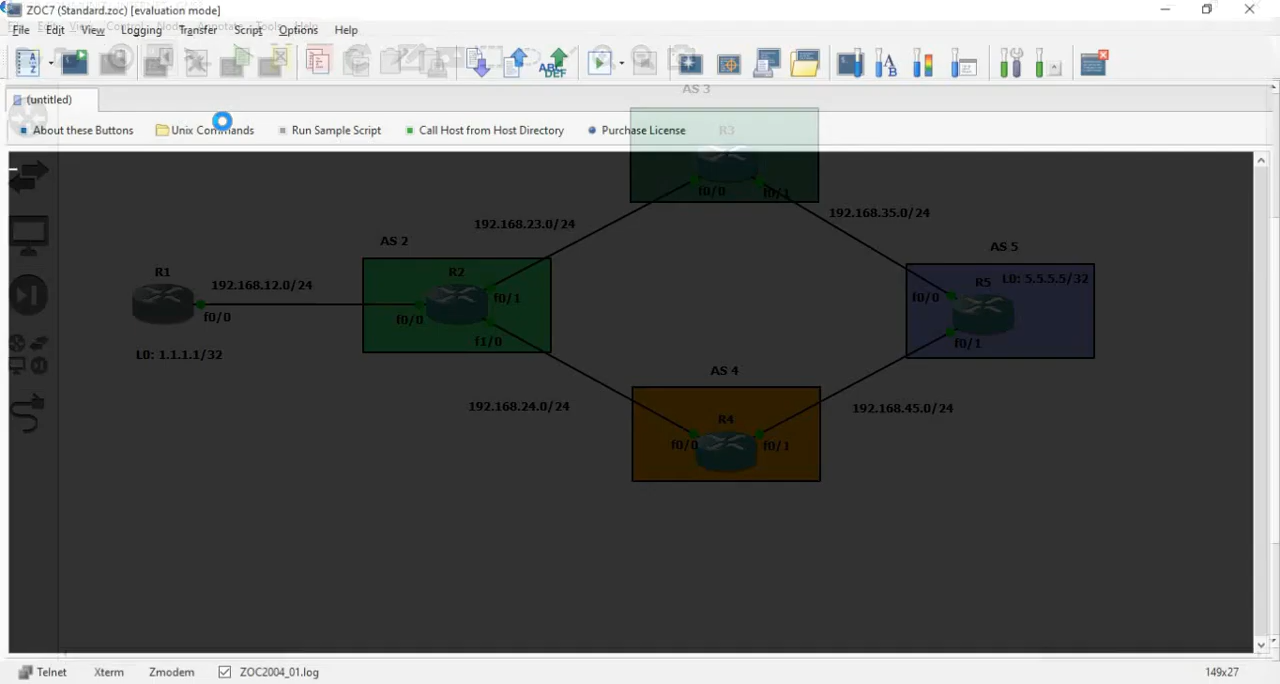 ZOC7 (Standard.zoc) [evaluation mode]
File Edit View Logging Transfer Script Options Help
(untitled)
About these Buttons Unix Commands Run Sample Script Call Host from Host Directory Purchase License
AS 3
R3
f0/0 f0/1
192.168.23.0/24
192.168.35.0/24
AS 2
AS 5
R1
192.168.12.0/24
f0/0
L0: 1.1.1.1/32
R2
f0/1
f0/0
f1/0
R5 L0: 5.5.5.5/32
f0/0
f0/1
AS 4
192.168.24.0/24
192.168.45.0/24
R4
f0/0 f0/1
Telnet Xterm Zmodem ZOC2004_01.log 149x27